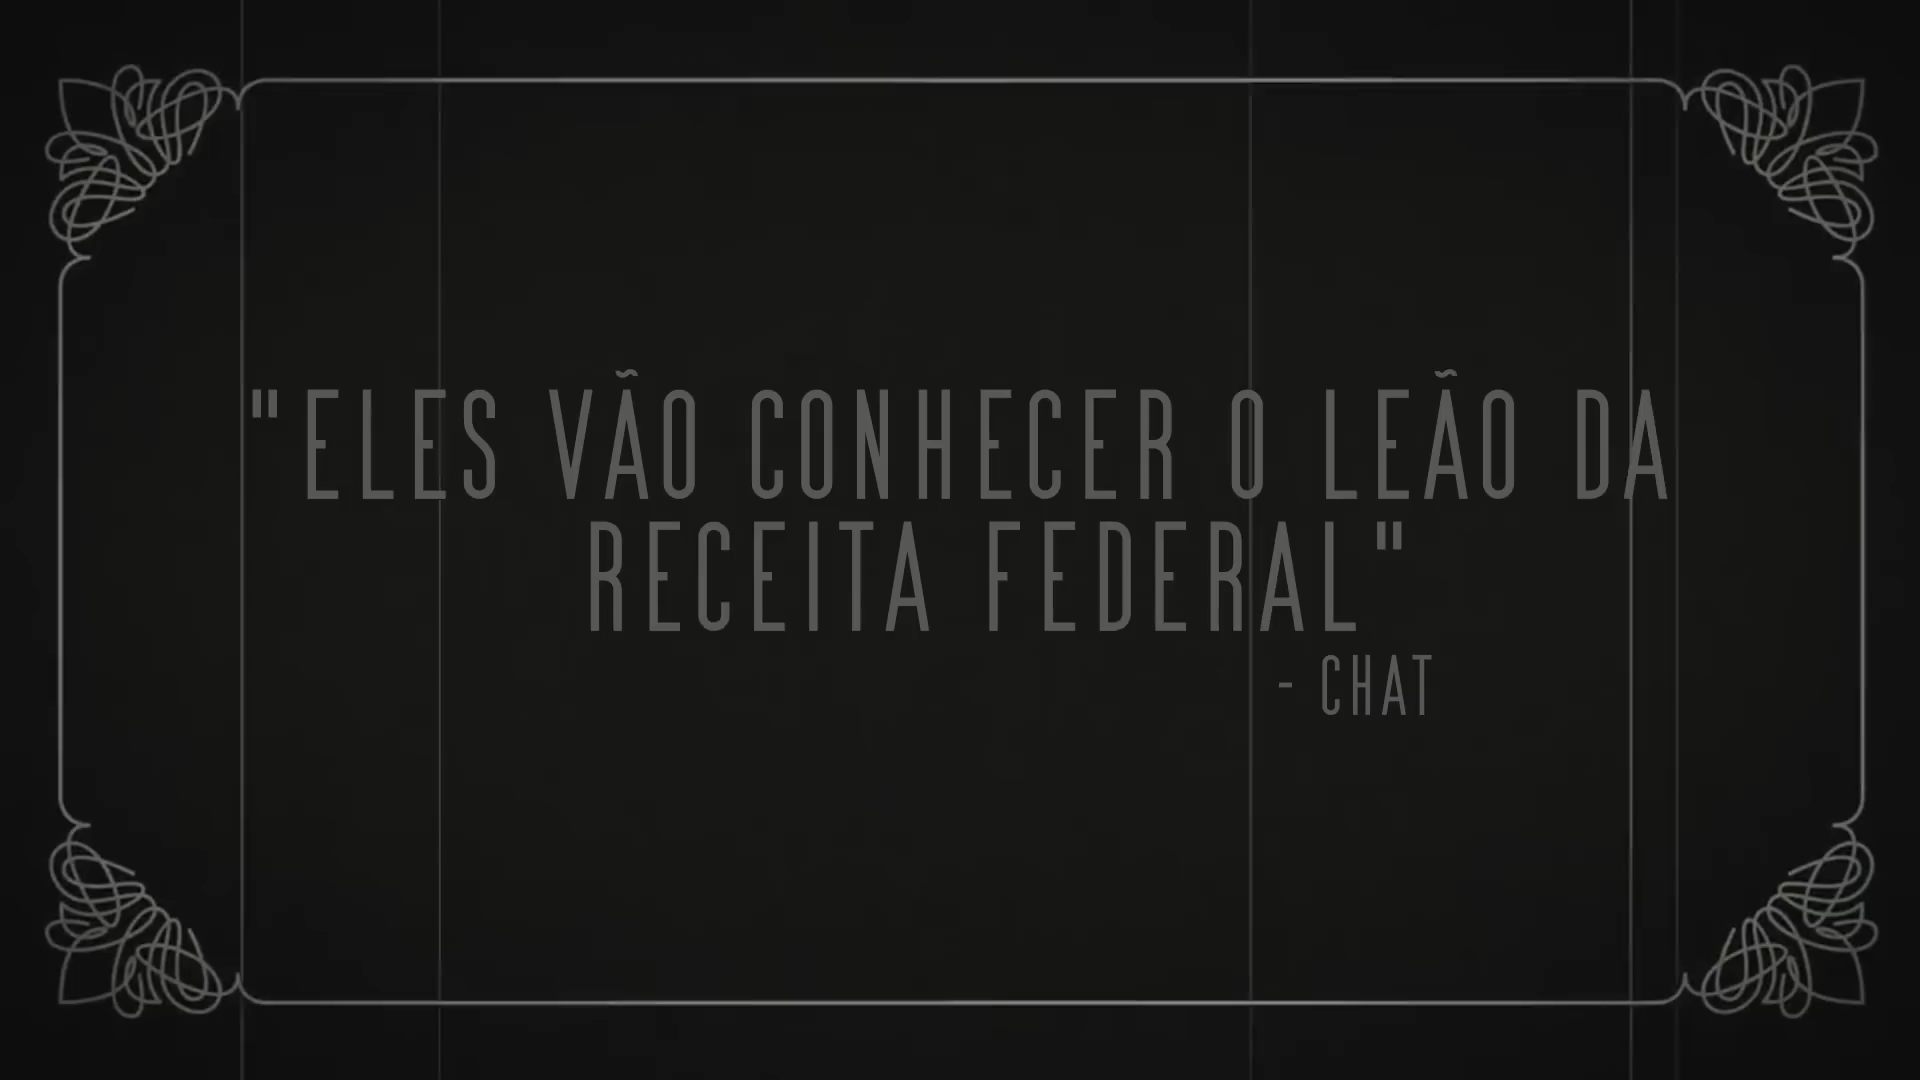 "ELES VÃO CONHECER O LEÃO DA
RECEITA FEDERAL"
- CHAT